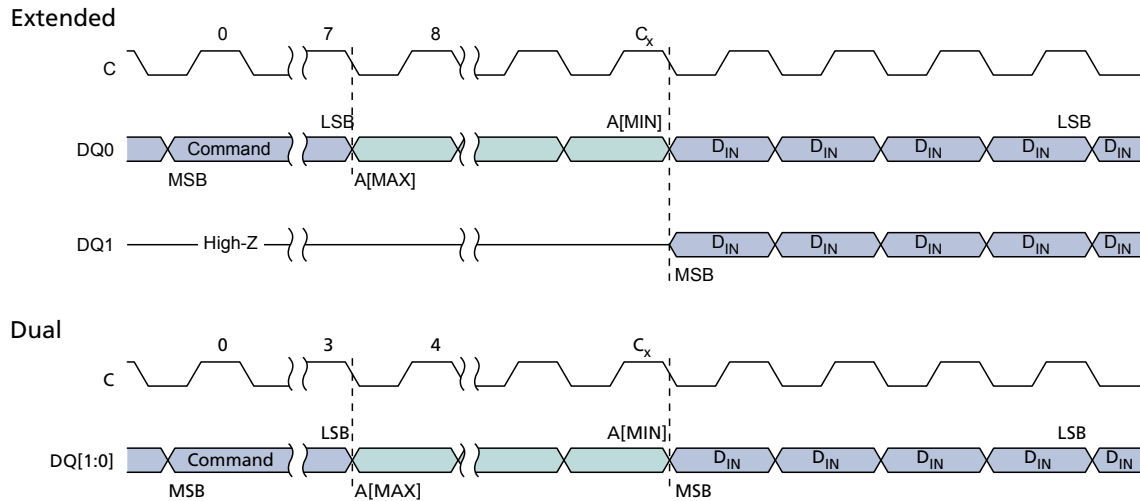 Extended
0 7 8 Cx
C
LSB A[MIN] LSB
DQ0 Command DIN DIN DIN DIN DIN
MSB A[MAX]
DQ1 High-Z DIN DIN DIN DIN DIN
MSB
Dual
0 3 4 Cx
C
LSB A[MIN] LSB
DQ[1:0] Command DIN DIN DIN DIN DIN
MSB A[MAX] MSB